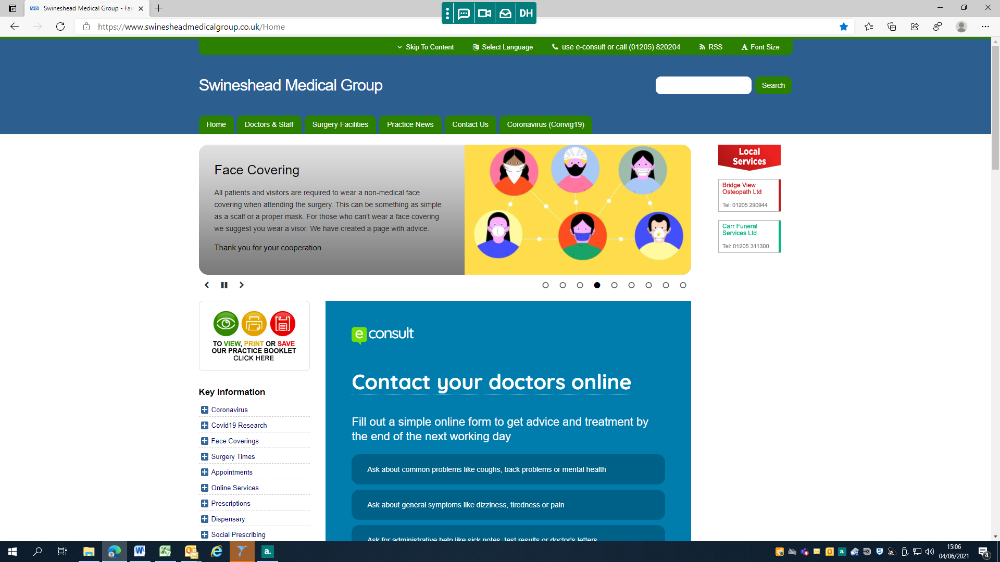 Swineshead Medical Group - Fai
DH
https://www.swinesheadmedicalgroup.co.uk/Home
Skip To Content
Select Language
use e-consult or call (01205) 820204
RSS
A Font Size
Swineshead Medical Group
Search
Home
Doctors & Staff
Surgery Facilities
Practice News
Contact Us
Coronavirus (Convig19)
Face Covering
All patients and visitors are required to wear a non-medical face
covering when attending the surgery. This can be something as simple
as a scalf or a proper mask. For those who can't wear a face covering
we suggest you wear a visor. We have created a page with advice.
Thank you for your cooperation
Local
Services
Bridge View
Osteopath Ltd
Tel: 01205 290944
Carr Funeral
Services Ltd
Tel: 01205 311300
TO VIEW, PRINT OR SAVE
OUR PRACTICE BOOKLET
CLICK HERE
Key Information
Coronavirus
Covid19 Research
Face Coverings
Surgery Times
Appointments
Online Services
Prescriptions
Dispensary
Social Prescribing
e consult
Contact your doctors online
Fill out a simple online form to get advice and treatment by
the end of the next working day
Ask about common problems like coughs, back problems or mental health
Ask about general symptoms like dizziness, tiredness or pain
Ask for administrative help like sick notes, test results or doctor's letters
a.
15:06
04/06/2021
4